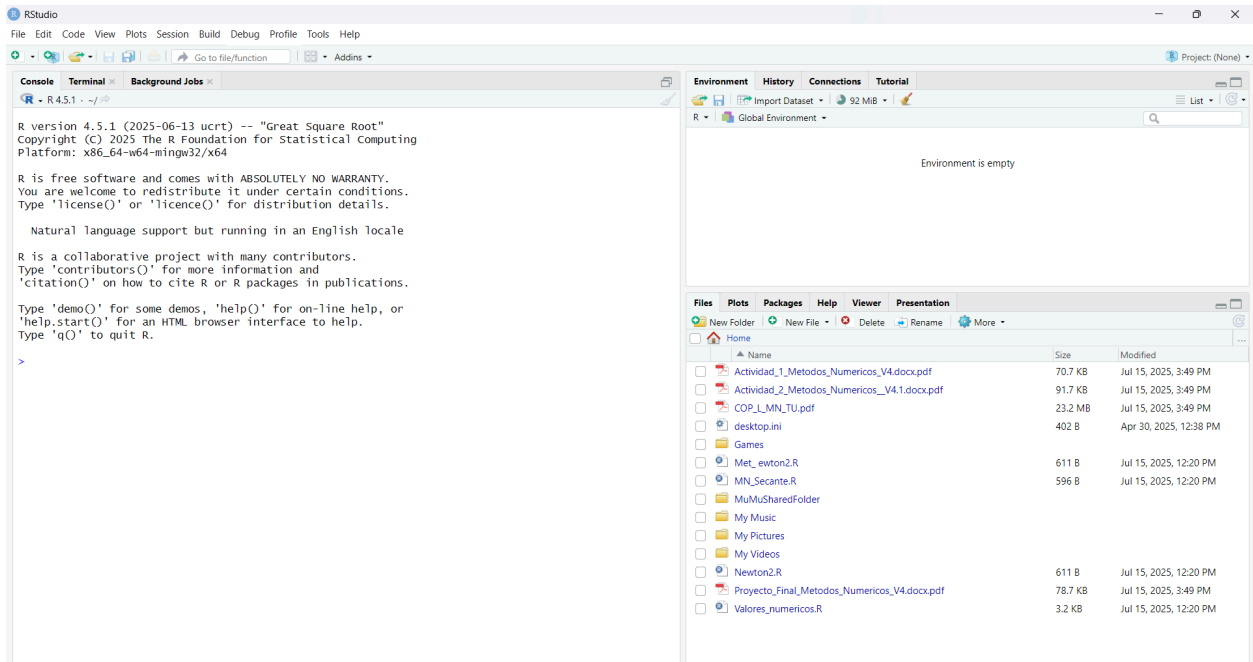 RStudio
File Edit Code View Plots Session Build Debug Profile Tools Help
Go to file/function Addins Project: (None)
Console Terminal Background Jobs
R 4.5.1 · ~/
R version 4.5.1 (2025-06-13 ucrt) -- "Great Square Root"
Copyright (C) 2025 The R Foundation for Statistical Computing
Platform: x86_64-w64-mingw32/x64
R is free software and comes with ABSOLUTELY NO WARRANTY.
You are welcome to redistribute it under certain conditions.
Type 'license()' or 'licence()' for distribution details.
Natural language support but running in an English locale
R is a collaborative project with many contributors.
Type 'contributors()' for more information and
'citation()' on how to cite R or R packages in publications.
Type 'demo()' for some demos, 'help()' for on-line help, or
'help.start()' for an HTML browser interface to help.
Type 'q()' to quit R.
>
Environment History Connections Tutorial
Import Dataset 92 MiB List
R Global Environment
Environment is empty
Files Plots Packages Help Viewer Presentation
New Folder New File Delete Rename More
Home ...
Name Size Modified
Actividad_1_Metodos_Numericos_V4.docx.pdf 70.7 KB Jul 15, 2025, 3:49 PM
Actividad_2_Metodos_Numericos__V4.1.docx.pdf 91.7 KB Jul 15, 2025, 3:49 PM
COP_L_MN_TU.pdf 23.2 MB Jul 15, 2025, 3:49 PM
desktop.ini 402 B Apr 30, 2025, 12:38 PM
Games
Met_ ewton2.R 611 B Jul 15, 2025, 12:20 PM
MN_Secante.R 596 B Jul 15, 2025, 12:20 PM
MuMuSharedFolder
My Music
My Pictures
My Videos
Newton2.R 611 B Jul 15, 2025, 12:20 PM
Proyecto_Final_Metodos_Numericos_V4.docx.pdf 78.7 KB Jul 15, 2025, 3:49 PM
Valores_numericos.R 3.2 KB Jul 15, 2025, 12:20 PM